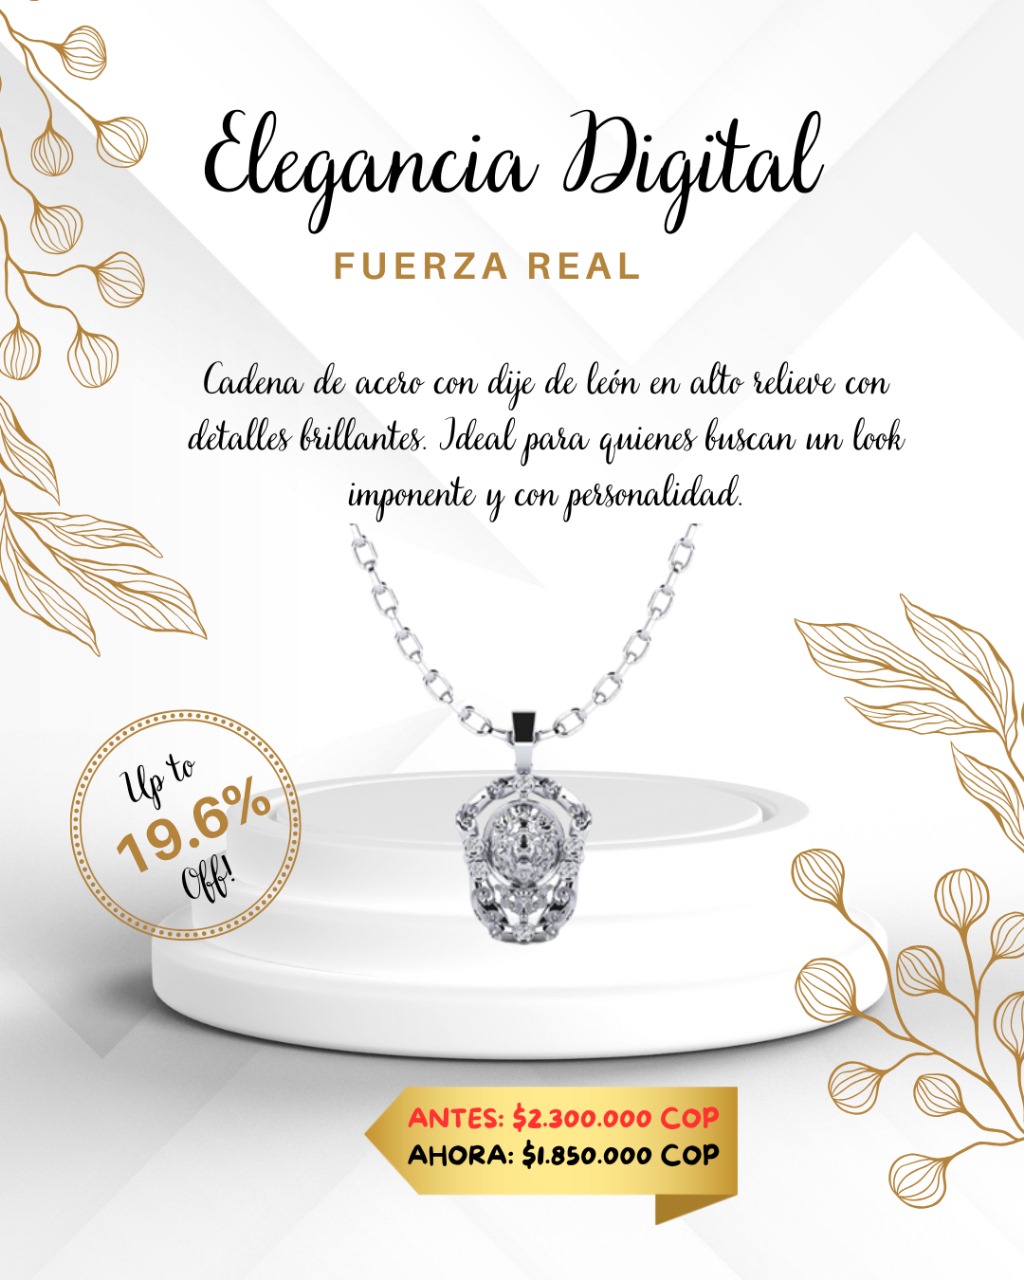 Elegancia Digital
FUERZA REAL
Cadena de acero con dije de león en alto relieve con
detalles brillantes. Ideal para quienes buscan un look
imponente y con personalidad.
Up to
19.6%
Off!
ANTES: $2.300.000 COP
AHORA: $1.850.000 COP